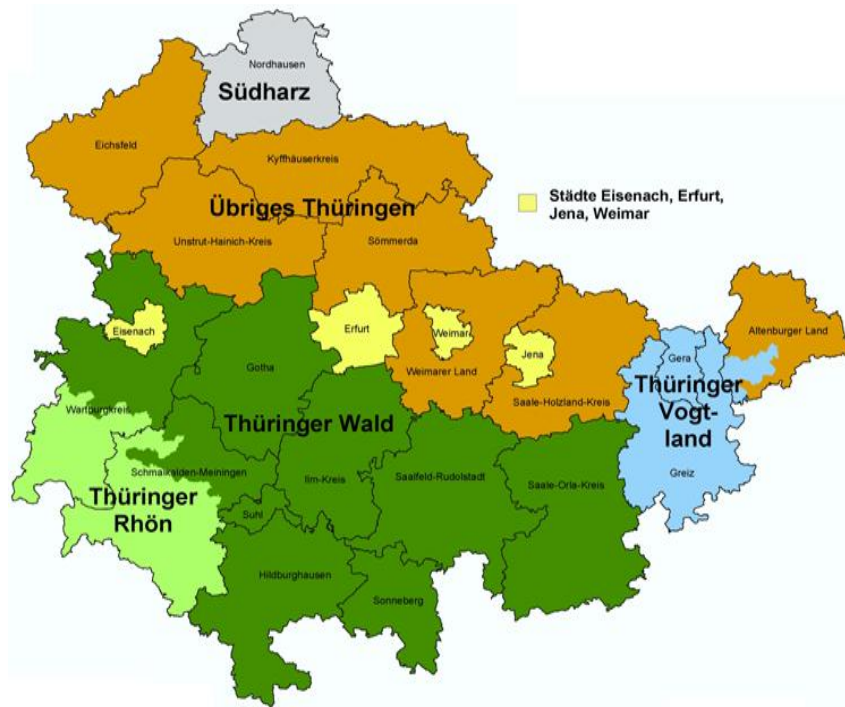 Nordhausen
Südharz
Eichsfeld
Kyffhäuserkreis
Städte Eisenach, Erfurt,
Jena, Weimar
Übriges Thüringen
Unstrut-Hainich-Kreis
Sömmerda
Eisenach
Erfurt
Weimar
Jena
Altenburger Land
Gera
Gotha
Weimarer Land
Thüringer
Vogt-
land
Saale-Holzland-Kreis
Wartburgkreis
Thüringer Wald
Schmalkalden-Meiningen
Ilm-Kreis
Saalfeld-Rudolstadt
Saale-Orla-Kreis
Greiz
Thüringer
Rhön
Suhl
Hildburghausen
Sonneberg